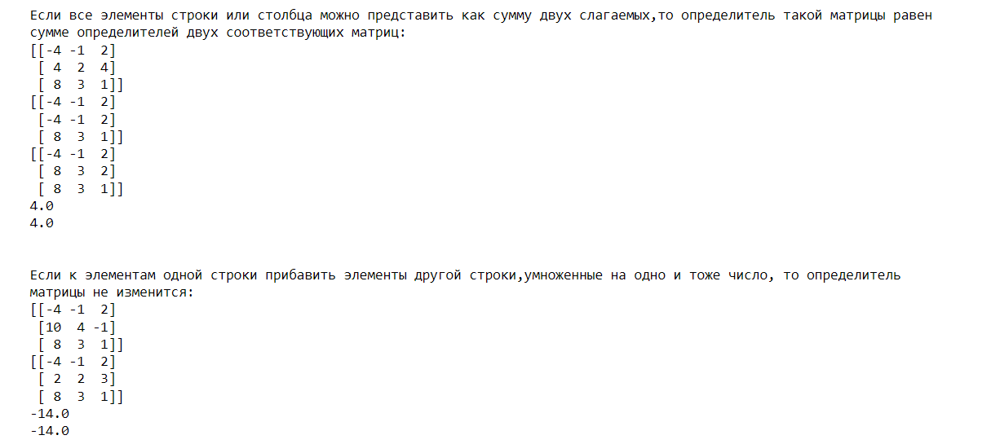 Если все элементы строки или столбца можно представить как сумму двух слагаемых,то определитель такой матрицы равен
сумме определителей двух соответствующих матриц:
[[-4 -1  2]
 [ 4  2  4]
 [ 8  3  1]]
[[-4 -1  2]
 [-4 -1  2]
 [ 8  3  1]]
[[-4 -1  2]
 [ 8  3  2]
 [ 8  3  1]]
4.0
4.0
Если к элементам одной строки прибавить элементы другой строки,умноженные на одно и тоже число, то определитель
матрицы не изменится:
[[-4 -1  2]
 [10  4 -1]
 [ 8  3  1]]
[[-4 -1  2]
 [ 2  2  3]
 [ 8  3  1]]
-14.0
-14.0